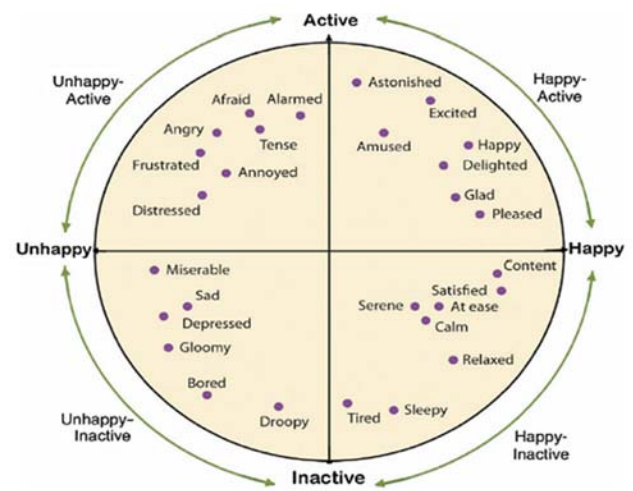 Active
Unhappy-
Active
Happy-
Active
Astonished
Afraid
Alarmed
Excited
Angry
Tense
Amused
Happy
Frustrated
Delighted
Annoyed
Glad
Distressed
Pleased
Unhappy
Happy
Miserable
Content
Sad
Satisfied
Serene
At ease
Depressed
Calm
Gloomy
Relaxed
Bored
Droopy
Tired
Sleepy
Unhappy-
Inactive
Happy-
Inactive
Inactive